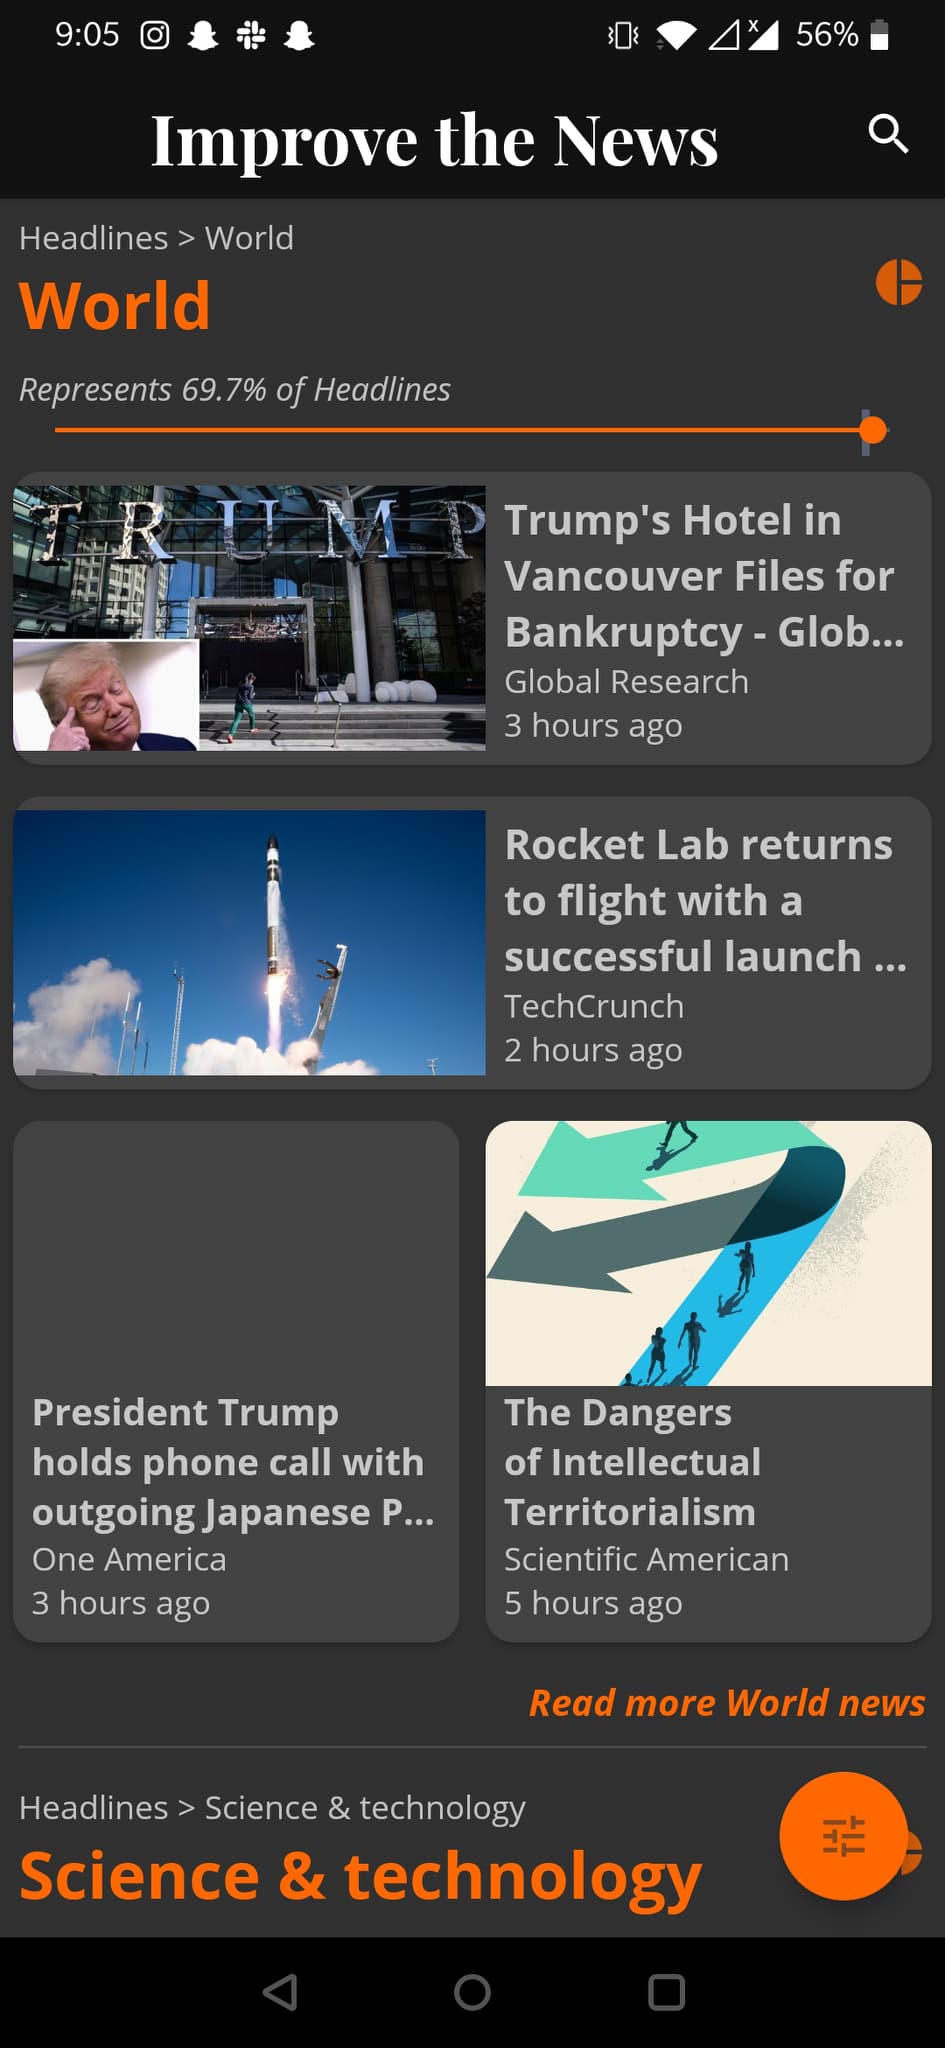 9:05
56%
Improve the News
Headlines > World
World
Represents 69.7% of Headlines
TRUMP
Trump's Hotel in
Vancouver Files for
Bankruptcy - Glob...
Global Research
3 hours ago
Rocket Lab returns
to flight with a
successful launch ...
TechCrunch
2 hours ago
President Trump
holds phone call with
outgoing Japanese P...
One America
3 hours ago
The Dangers
of Intellectual
Territorialism
Scientific American
5 hours ago
Read more World news
Headlines > Science & technology
Science & technology